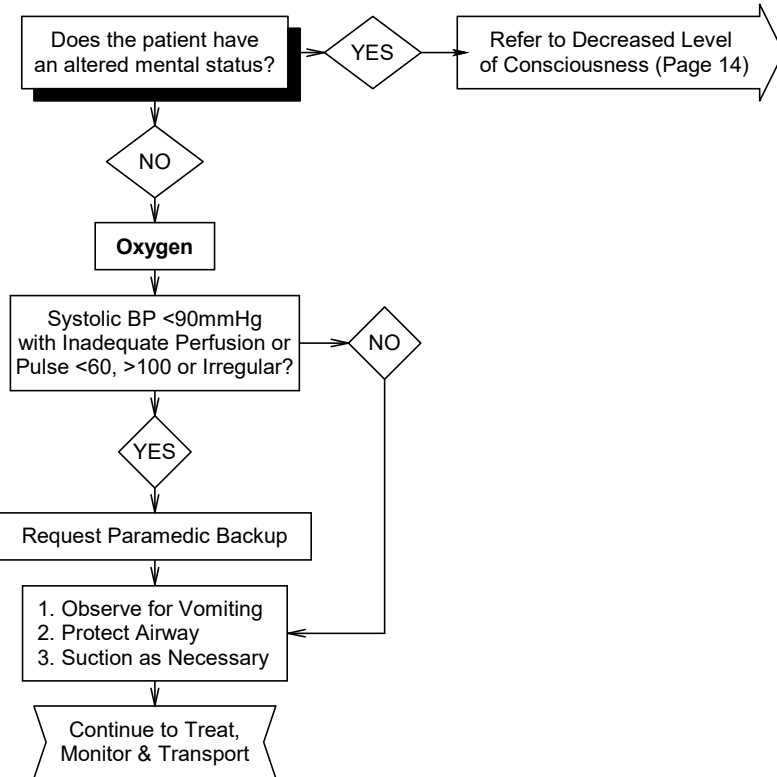 Does the patient have
an altered mental status?
YES
Refer to Decreased Level
of Consciousness (Page 14)
NO
Oxygen
Systolic BP <90mmHg
with Inadequate Perfusion or
Pulse <60, >100 or Irregular?
NO
YES
Request Paramedic Backup
1. Observe for Vomiting
2. Protect Airway
3. Suction as Necessary
Continue to Treat,
Monitor & Transport